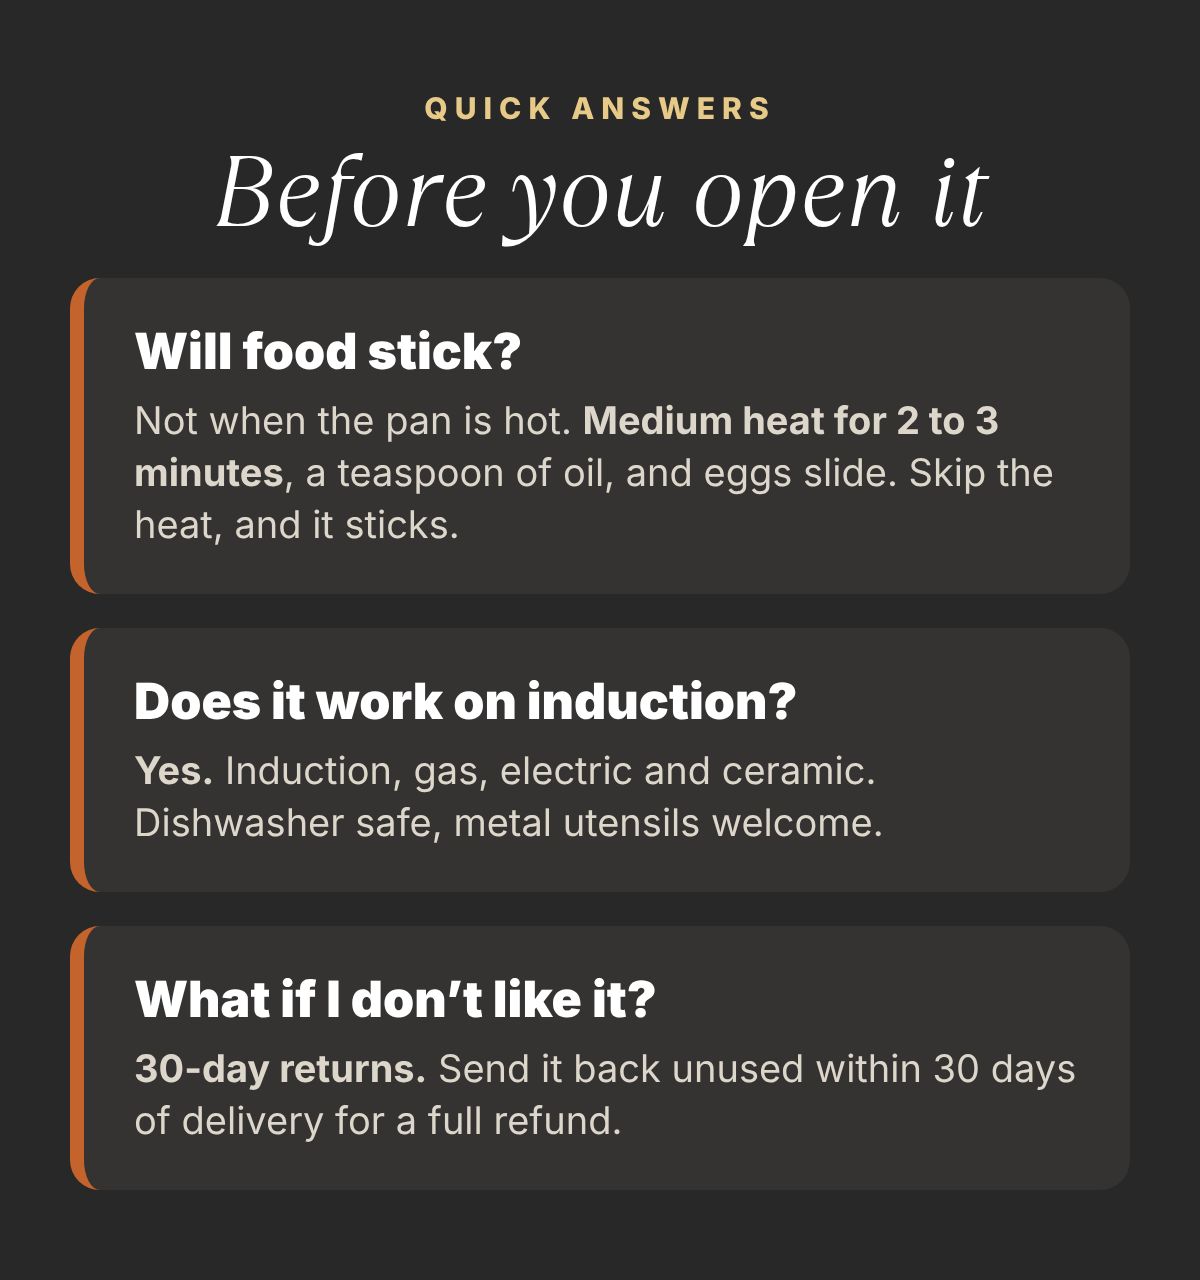 QUICK ANSWERS
Before you open it
Will food stick?
Not when the pan is hot. Medium heat for 2 to 3
minutes, a teaspoon of oil, and eggs slide. Skip the
heat, and it sticks.
Does it work on induction?
Yes. Induction, gas, electric and ceramic.
Dishwasher safe, metal utensils welcome.
What if I don’t like it?
30-day returns. Send it back unused within 30 days
of delivery for a full refund.